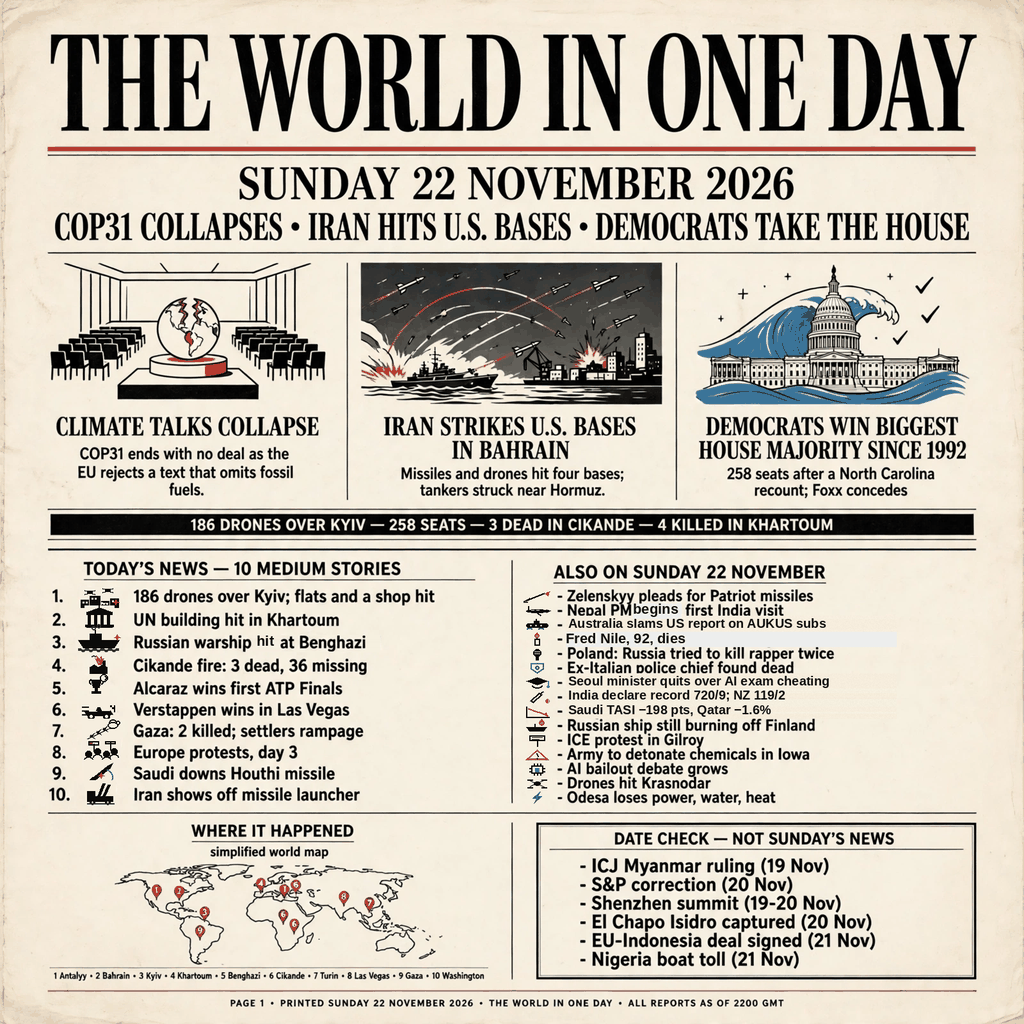 THE WORLD IN ONE DAY
SUNDAY 22 NOVEMBER 2026
COP31 COLLAPSES • IRAN HITS U.S. BASES • DEMOCRATS TAKE THE HOUSE
CLIMATE TALKS COLLAPSE
COP31 ends with no deal as the
EU rejects a text that omits fossil
fuels.
IRAN STRIKES U.S. BASES
IN BAHRAIN
Missiles and drones hit four bases;
tankers struck near Hormuz.
DEMOCRATS WIN BIGGEST
HOUSE MAJORITY SINCE 1992
258 seats after a North Carolina
recount; Foxx concedes
186 DRONES OVER KYIV — 258 SEATS — 3 DEAD IN CIKANDE — 4 KILLED IN KHARTOUM
TODAY'S NEWS — 10 MEDIUM STORIES
1. 186 drones over Kyiv; flats and a shop hit
2. UN building hit in Khartoum
3. Russian warship hit at Benghazi
4. Cikande fire: 3 dead, 36 missing
5. Alcaraz wins first ATP Finals
6. Verstappen wins in Las Vegas
7. Gaza: 2 killed; settlers rampage
8. Europe protests, day 3
9. Saudi downs Houthi missile
10. Iran shows off missile launcher
ALSO ON SUNDAY 22 NOVEMBER
- Zelenskyy pleads for Patriot missiles
- Nepal PM begins first India visit
- Australia slams US report on AUKUS subs
- Fred Nile, 92, dies
- Poland: Russia tried to kill rapper twice
- Ex-Italian police chief found dead
- Seoul minister quits over AI exam cheating
- India declare record 720/9; NZ 119/2
- Saudi TASI −198 pts, Qatar −1.6%
- Russian ship still burning off Finland
- ICE protest in Gilroy
- Army to detonate chemicals in Iowa
- AI bailout debate grows
- Drones hit Krasnodar
- Odesa loses power, water, heat
WHERE IT HAPPENED
simplified world map
1 Antalyy • 2 Bahrain • 3 Kyiv • 4 Khartoum • 5 Benghazi • 6 Cikande • 7 Turin • 8 Las Vegas • 9 Gaza • 10 Washington
DATE CHECK — NOT SUNDAY'S NEWS
- ICJ Myanmar ruling (19 Nov)
- S&P correction (20 Nov)
- Shenzhen summit (19-20 Nov)
- El Chapo Isidro captured (20 Nov)
- EU-Indonesia deal signed (21 Nov)
- Nigeria boat toll (21 Nov)
PAGE 1 • PRINTED SUNDAY 22 NOVEMBER 2026 • THE WORLD IN ONE DAY • ALL REPORTS AS OF 2200 GMT